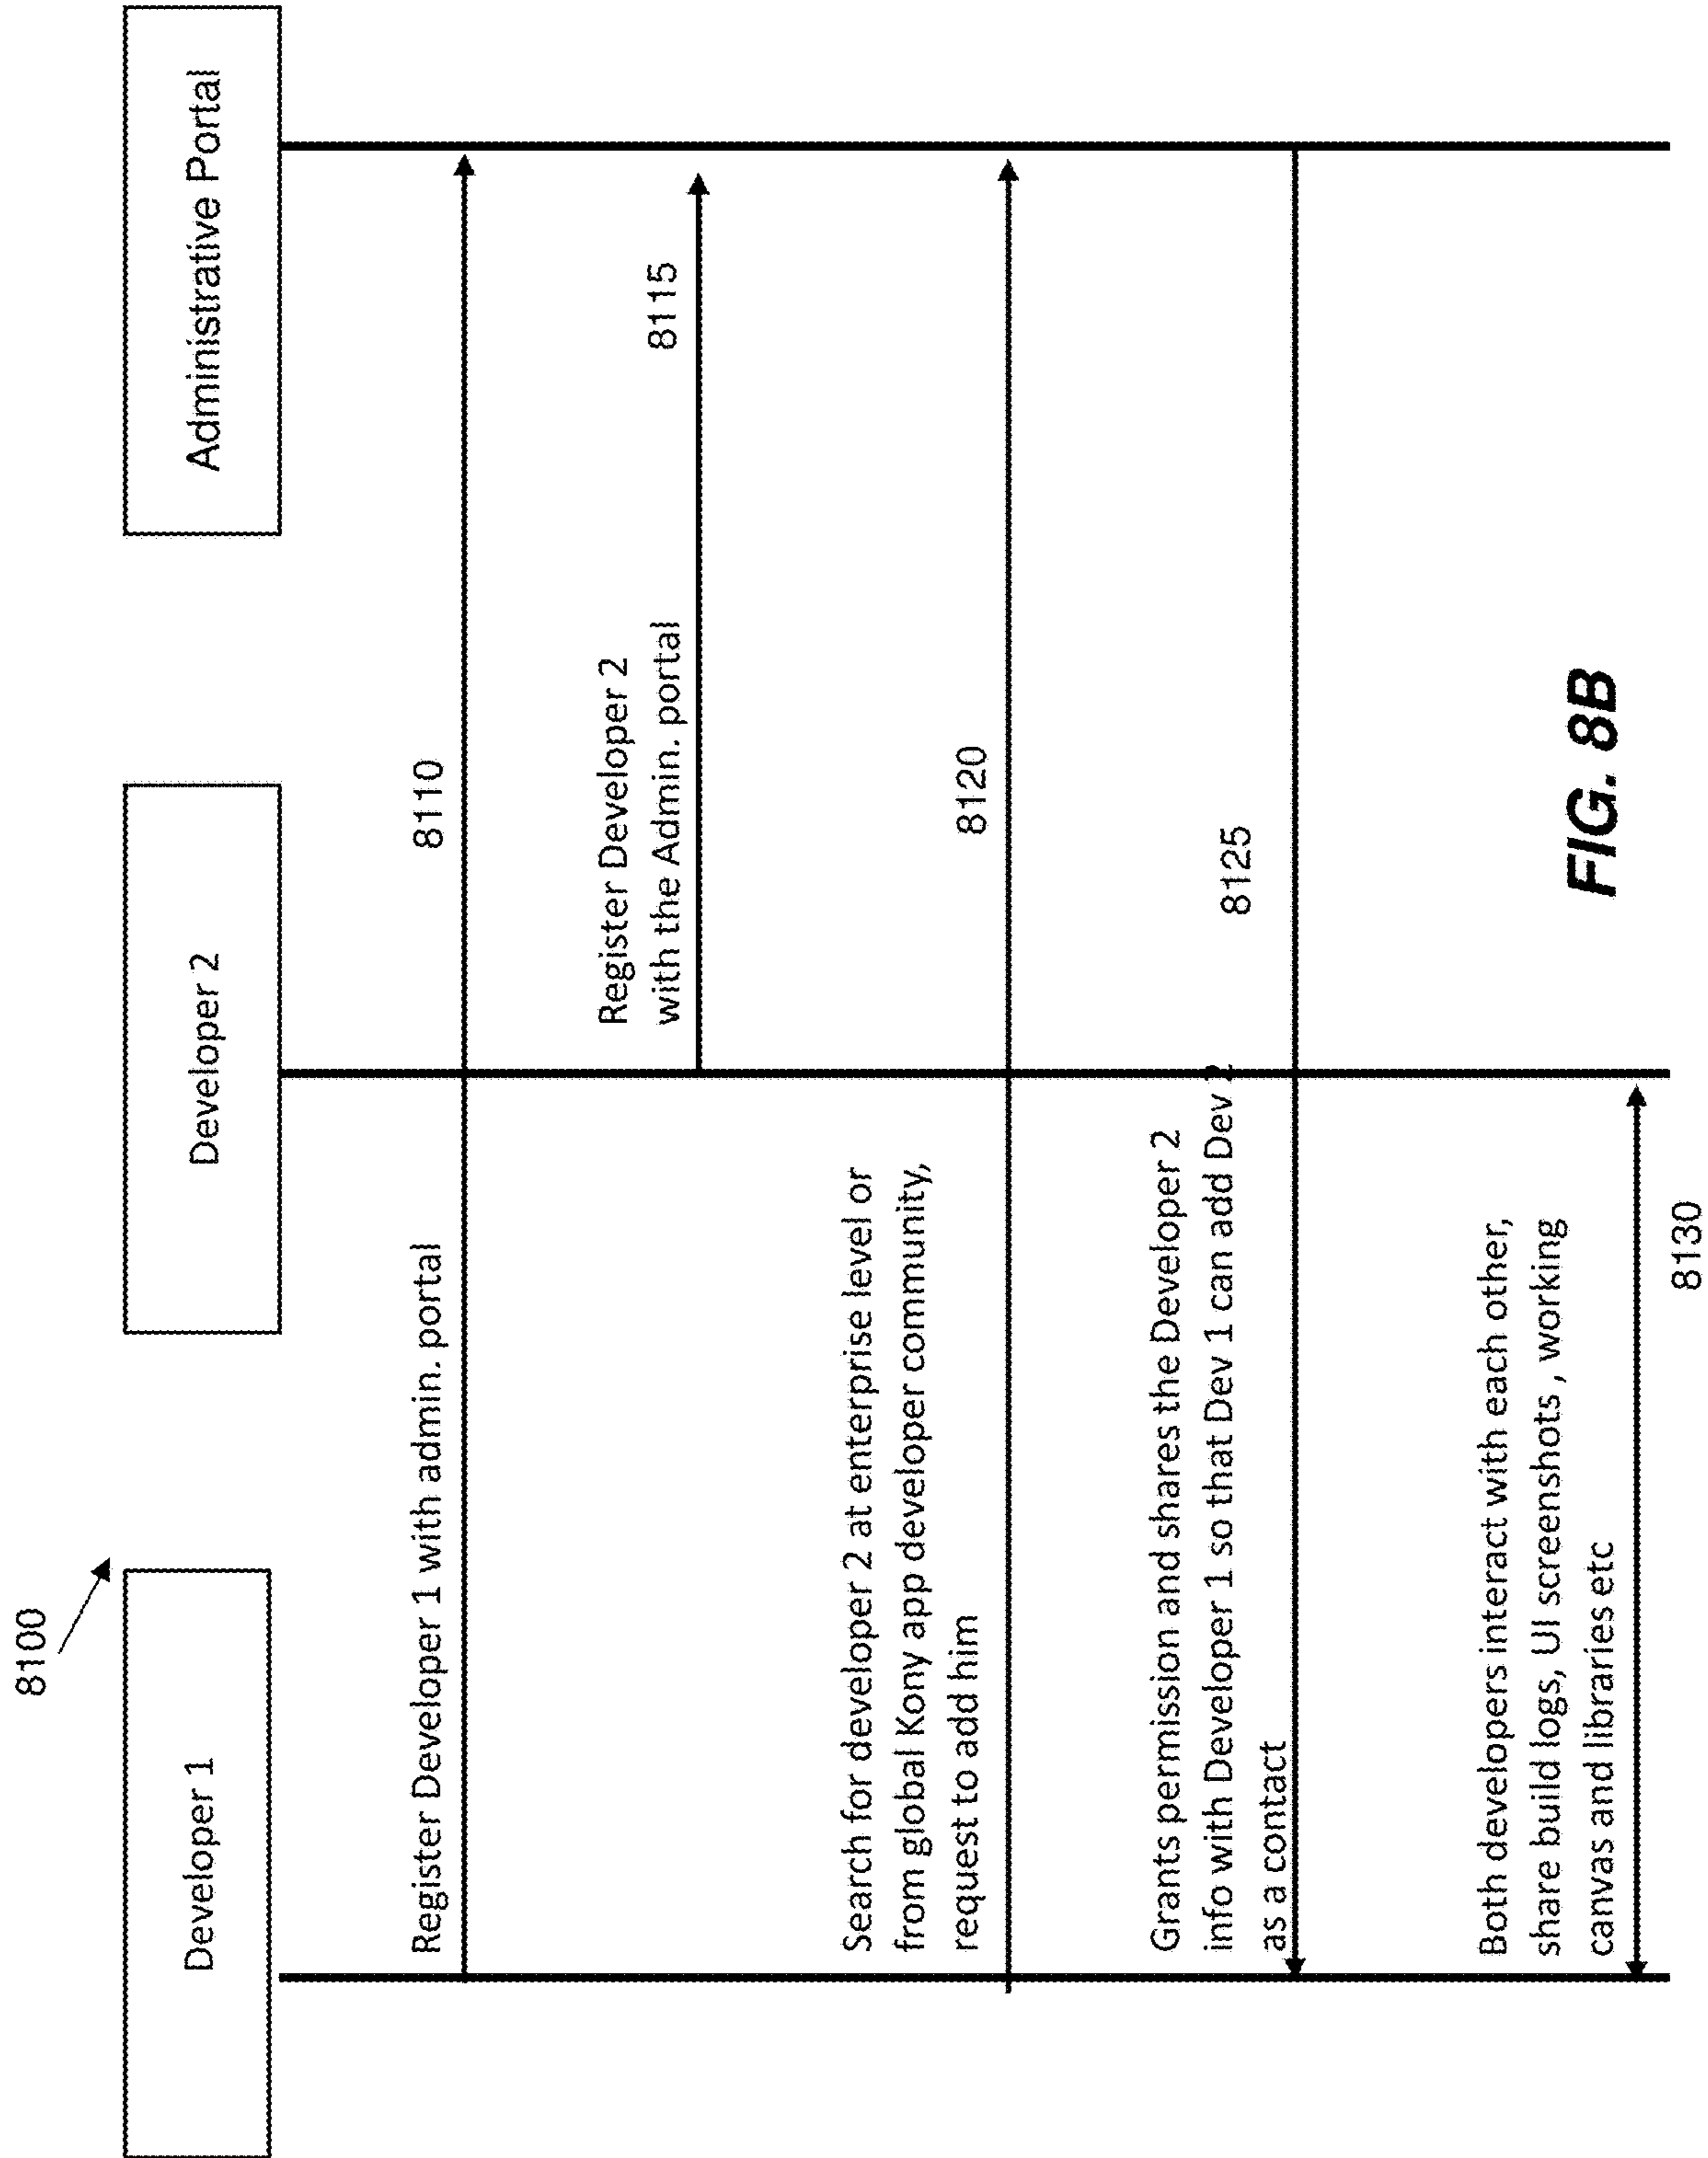 8100
Developer 1
Developer 2
Administrative Portal
Register Developer 1 with admin. portal
8110
Register Developer 2
with the Admin. portal
8115
Search for devloper 2 at enterprise level or
from global Kony app developer community,
request to add him
8120
Grants permission and shares the Developer 2
info with Developer 1 so that Dev 1 can add Dev 2
as a contact
8125
Both developers interact with each other,
share build logs, UI screenshots , working
canvas and libraries etc
8130
FIG. 8B